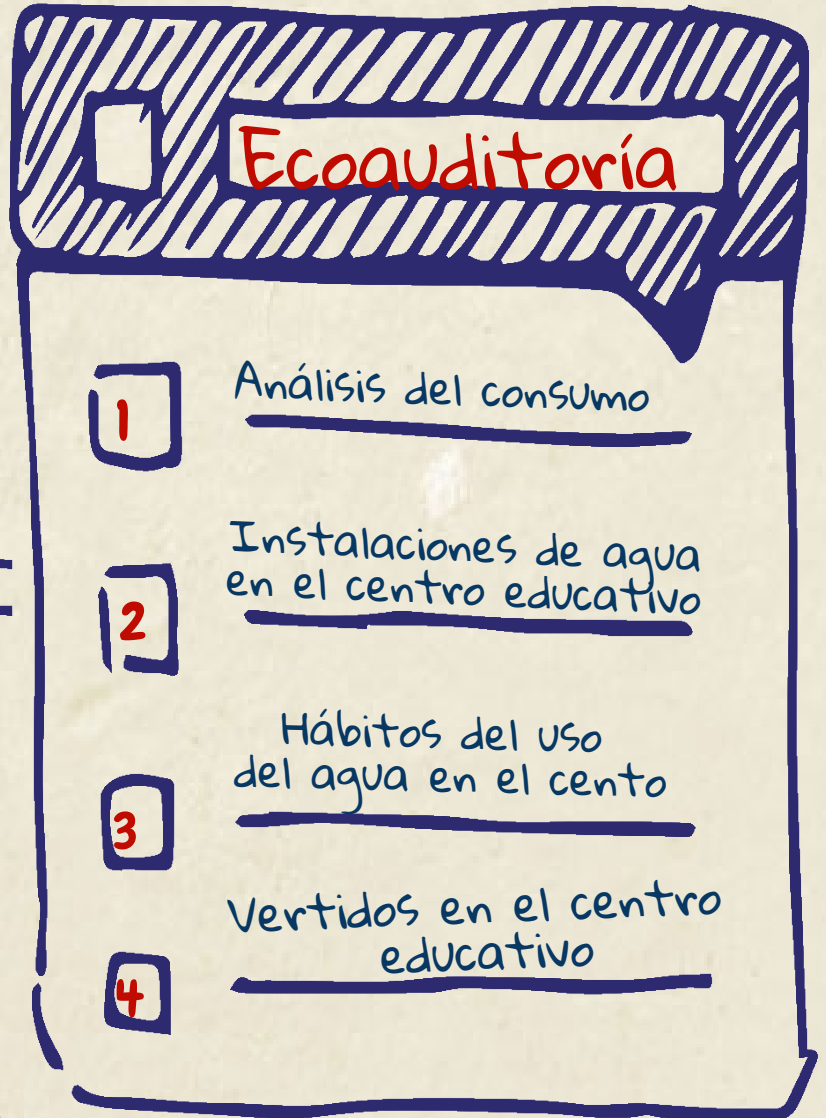 Ecoauditoría
1 Análisis del consumo
2 Instalaciones de agua
en el centro educativo
3 Hábitos del uso
del agua en el cento
4 Vertidos en el centro
educativo